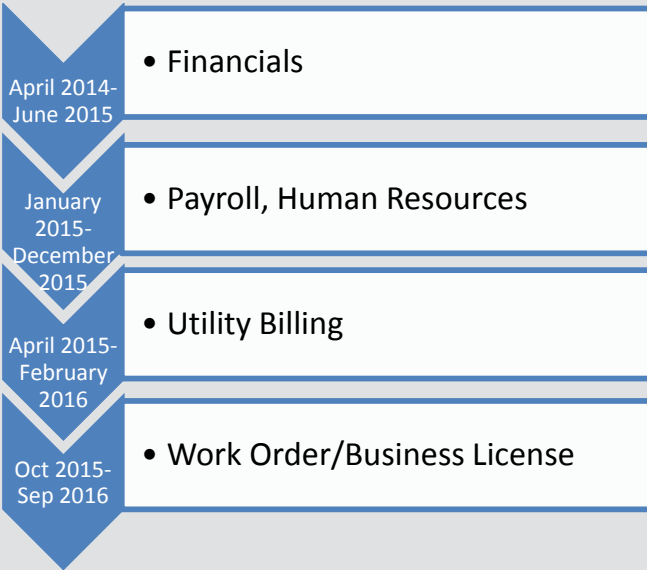 April 2014-
June 2015
• Financials
January
2015-
December
2015
• Payroll, Human Resources
April 2015-
February
2016
• Utility Billing
Oct 2015-
Sep 2016
• Work Order/Business License